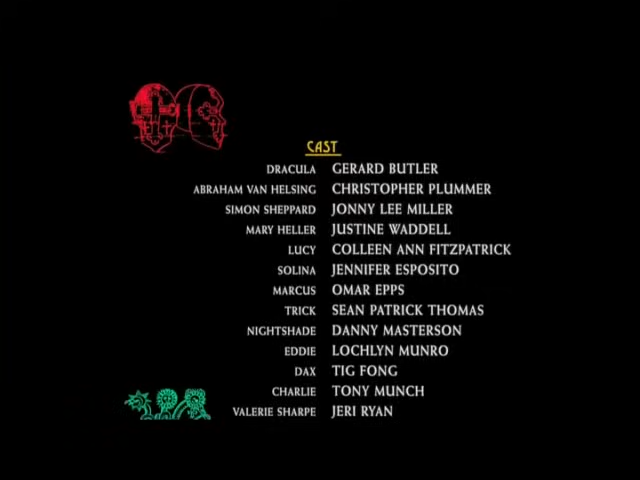 CAST
DRACULA GERARD BUTLER
ABRAHAM VAN HELSING CHRISTOPHER PLUMMER
SIMON SHEPPARD JONNY LEE MILLER
MARY HELLER JUSTINE WADDELL
LUCY COLLEEN ANN FITZPATRICK
SOLINA JENNIFER ESPOSITO
MARCUS OMAR EPPS
TRICK SEAN PATRICK THOMAS
NIGHTSHADE DANNY MASTERSON
EDDIE LOCHLYN MUNRO
DAX TIG FONG
CHARLIE TONY MUNCH
VALERIE SHARPE JERI RYAN